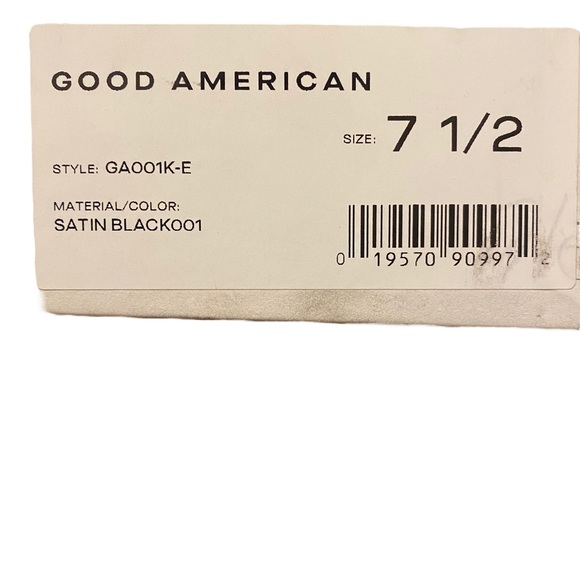 GOOD AMERICAN
SIZE: 7 1/2
STYLE: GA001K-E
MATERIAL/COLOR:
SATIN BLACK001
0 19570 90997 2